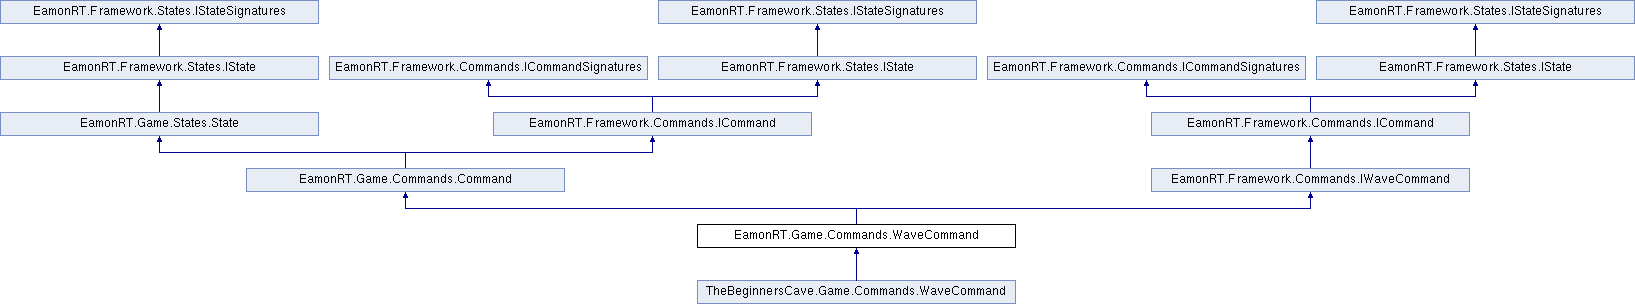 EamonRT.Framework.States.IStateSignatures
EamonRT.Framework.States.IStateSignatures
EamonRT.Framework.States.IStateSignatures
EamonRT.Framework.States.IState
EamonRT.Framework.Commands.ICommandSignatures
EamonRT.Framework.States.IState
EamonRT.Framework.Commands.ICommandSignatures
EamonRT.Framework.States.IState
EamonRT.Game.States.State
EamonRT.Framework.Commands.ICommand
EamonRT.Framework.Commands.ICommand
EamonRT.Game.Commands.Command
EamonRT.Framework.Commands.IWaveCommand
EamonRT.Game.Commands.WaveCommand
TheBeginnersCave.Game.Commands.WaveCommand